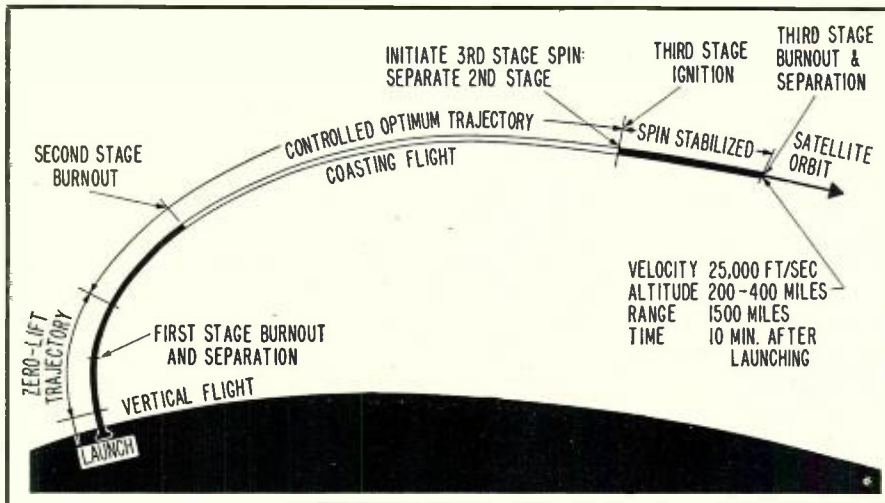 INITIATE 3RD STAGE SPIN:
SEPARATE 2ND STAGE
THIRD STAGE
IGNITION
THIRD STAGE
BURNOUT &
SEPARATION
SECOND STAGE
BURNOUT
CONTROLLED OPTIMUM TRAJECTORY
COASTING FLIGHT
SPIN STABILIZED
SATELLITE
ORBIT
VELOCITY 25,000 FT/SEC
ALTITUDE 200-400 MILES
RANGE 1500 MILES
TIME 10 MIN. AFTER
LAUNCHING
ZERO-LIFT
TRAJECTORY
FIRST STAGE BURNOUT
AND SEPARATION
VERTICAL FLIGHT
LAUNCH